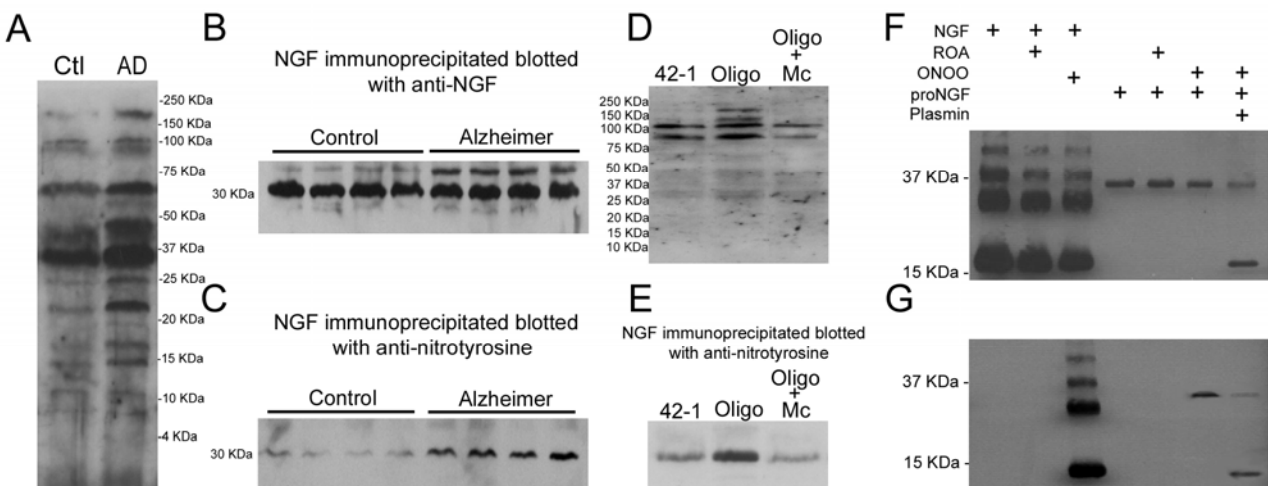 A
Ctl AD
-250 KDa
-150 KDa
-100 KDa
-75 KDa
-50 KDa
-37 KDa
-25 KDa
-20 KDa
-15 KDa
-10 KDa
-4 KDa
B
NGF immunoprecipitated blotted
with anti-NGF
Control Alzheimer
30 KDa
C
NGF immunoprecipitated blotted
with anti-nitrotyrosine
Control Alzheimer
30 KDa
D
Oligo
+
42-1 Oligo Mc
250 KDa
150 KDa
100 KDa
75 KDa
50 KDa
37 KDa
25 KDa
20 KDa
15 KDa
10 KDa
E
NGF immunoprecipitated blotted
with anti-nitrotyrosine
Oligo
+
42-1 Oligo Mc
F
NGF + + +
ROA + +
ONOO + + +
proNGF + + + +
Plasmin +
37 KDa -
15 KDa -
G
37 KDa -
15 KDa -